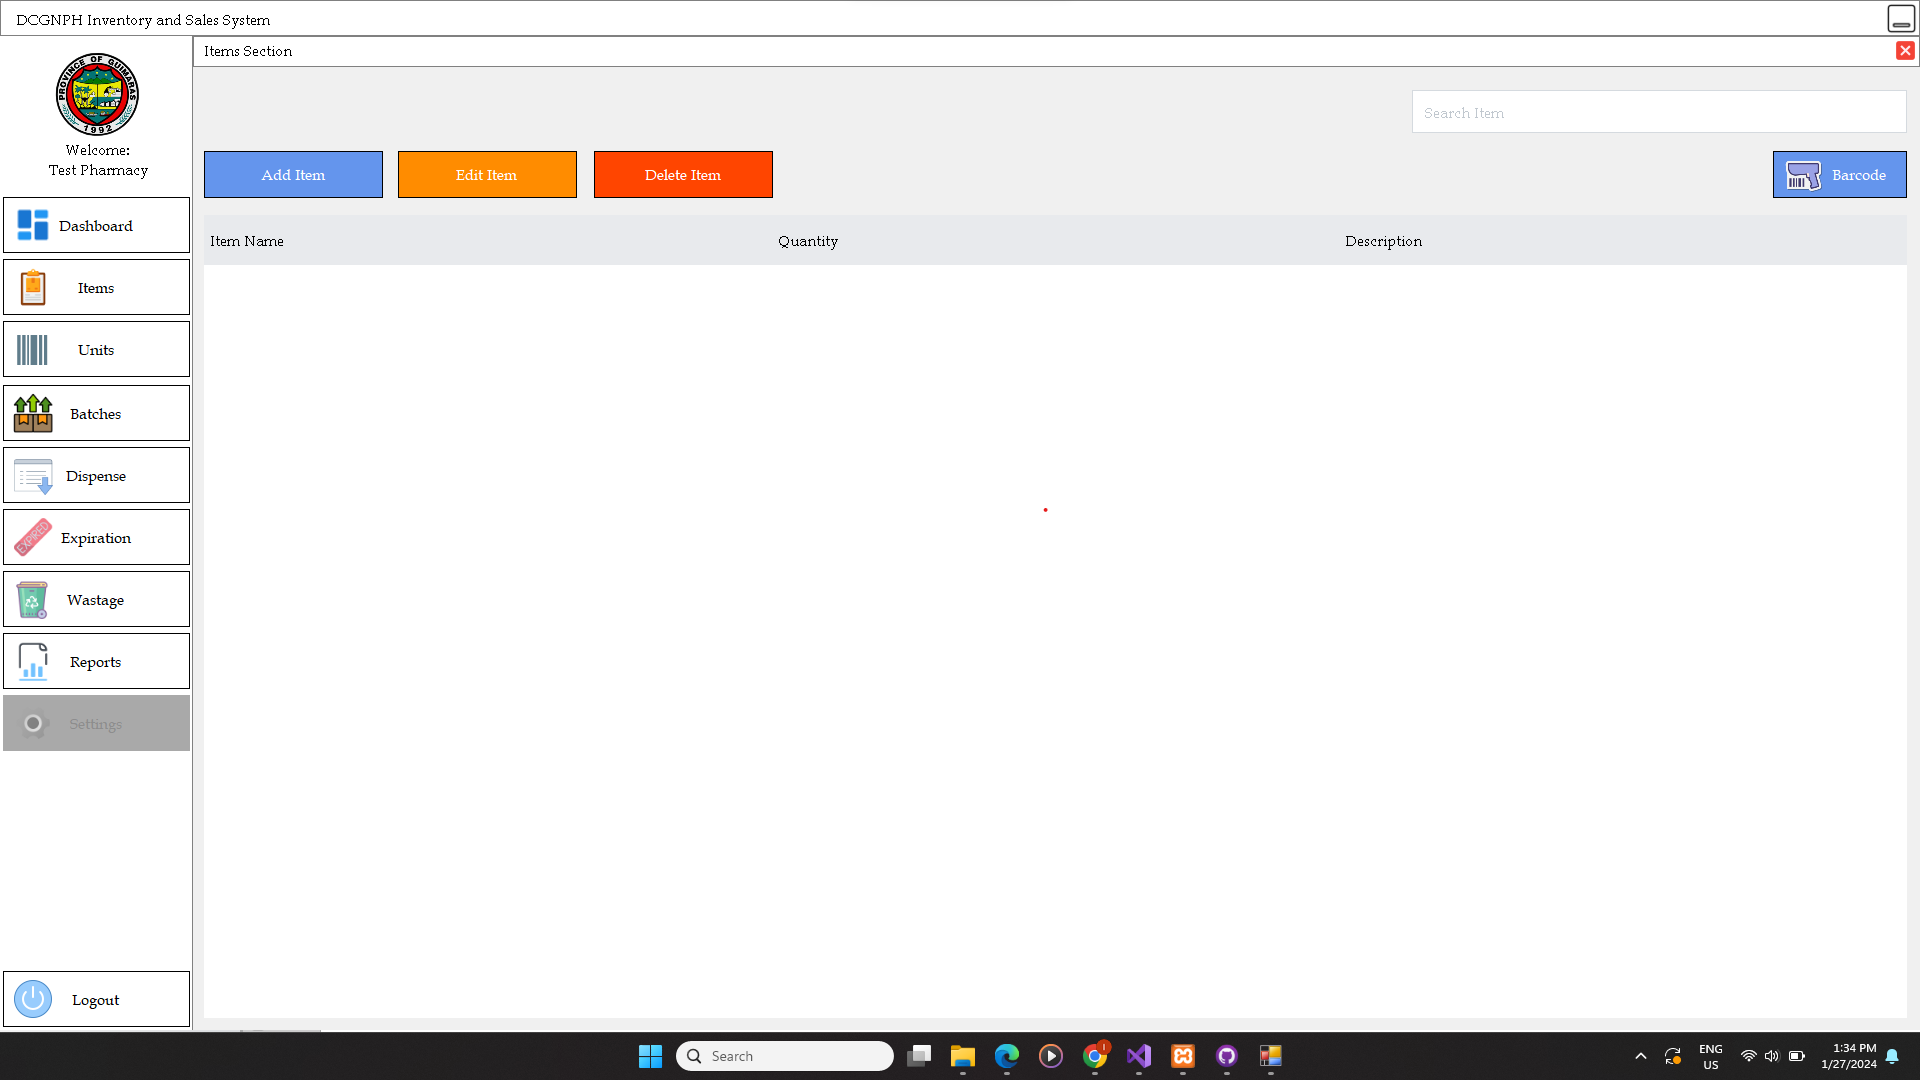 DCGNPH Inventory and Sales System
PROVINCE OF GUIMARAS
1992
Welcome:
Test Pharmacy
Items Section
Search Item
Add Item
Edit Item
Delete Item
Barcode
Item Name
Quantity
Description
Dashboard
Items
Units
Batches
Dispense
EXPIRED
Expiration
Wastage
Reports
Settings
Logout
Search
ENG
US
1:34 PM
1/27/2024